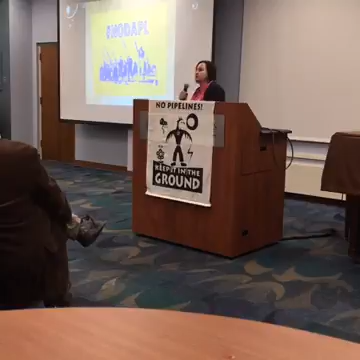 #NODAPL
NO PIPELINES!
KEEP IT IN THE
GROUND